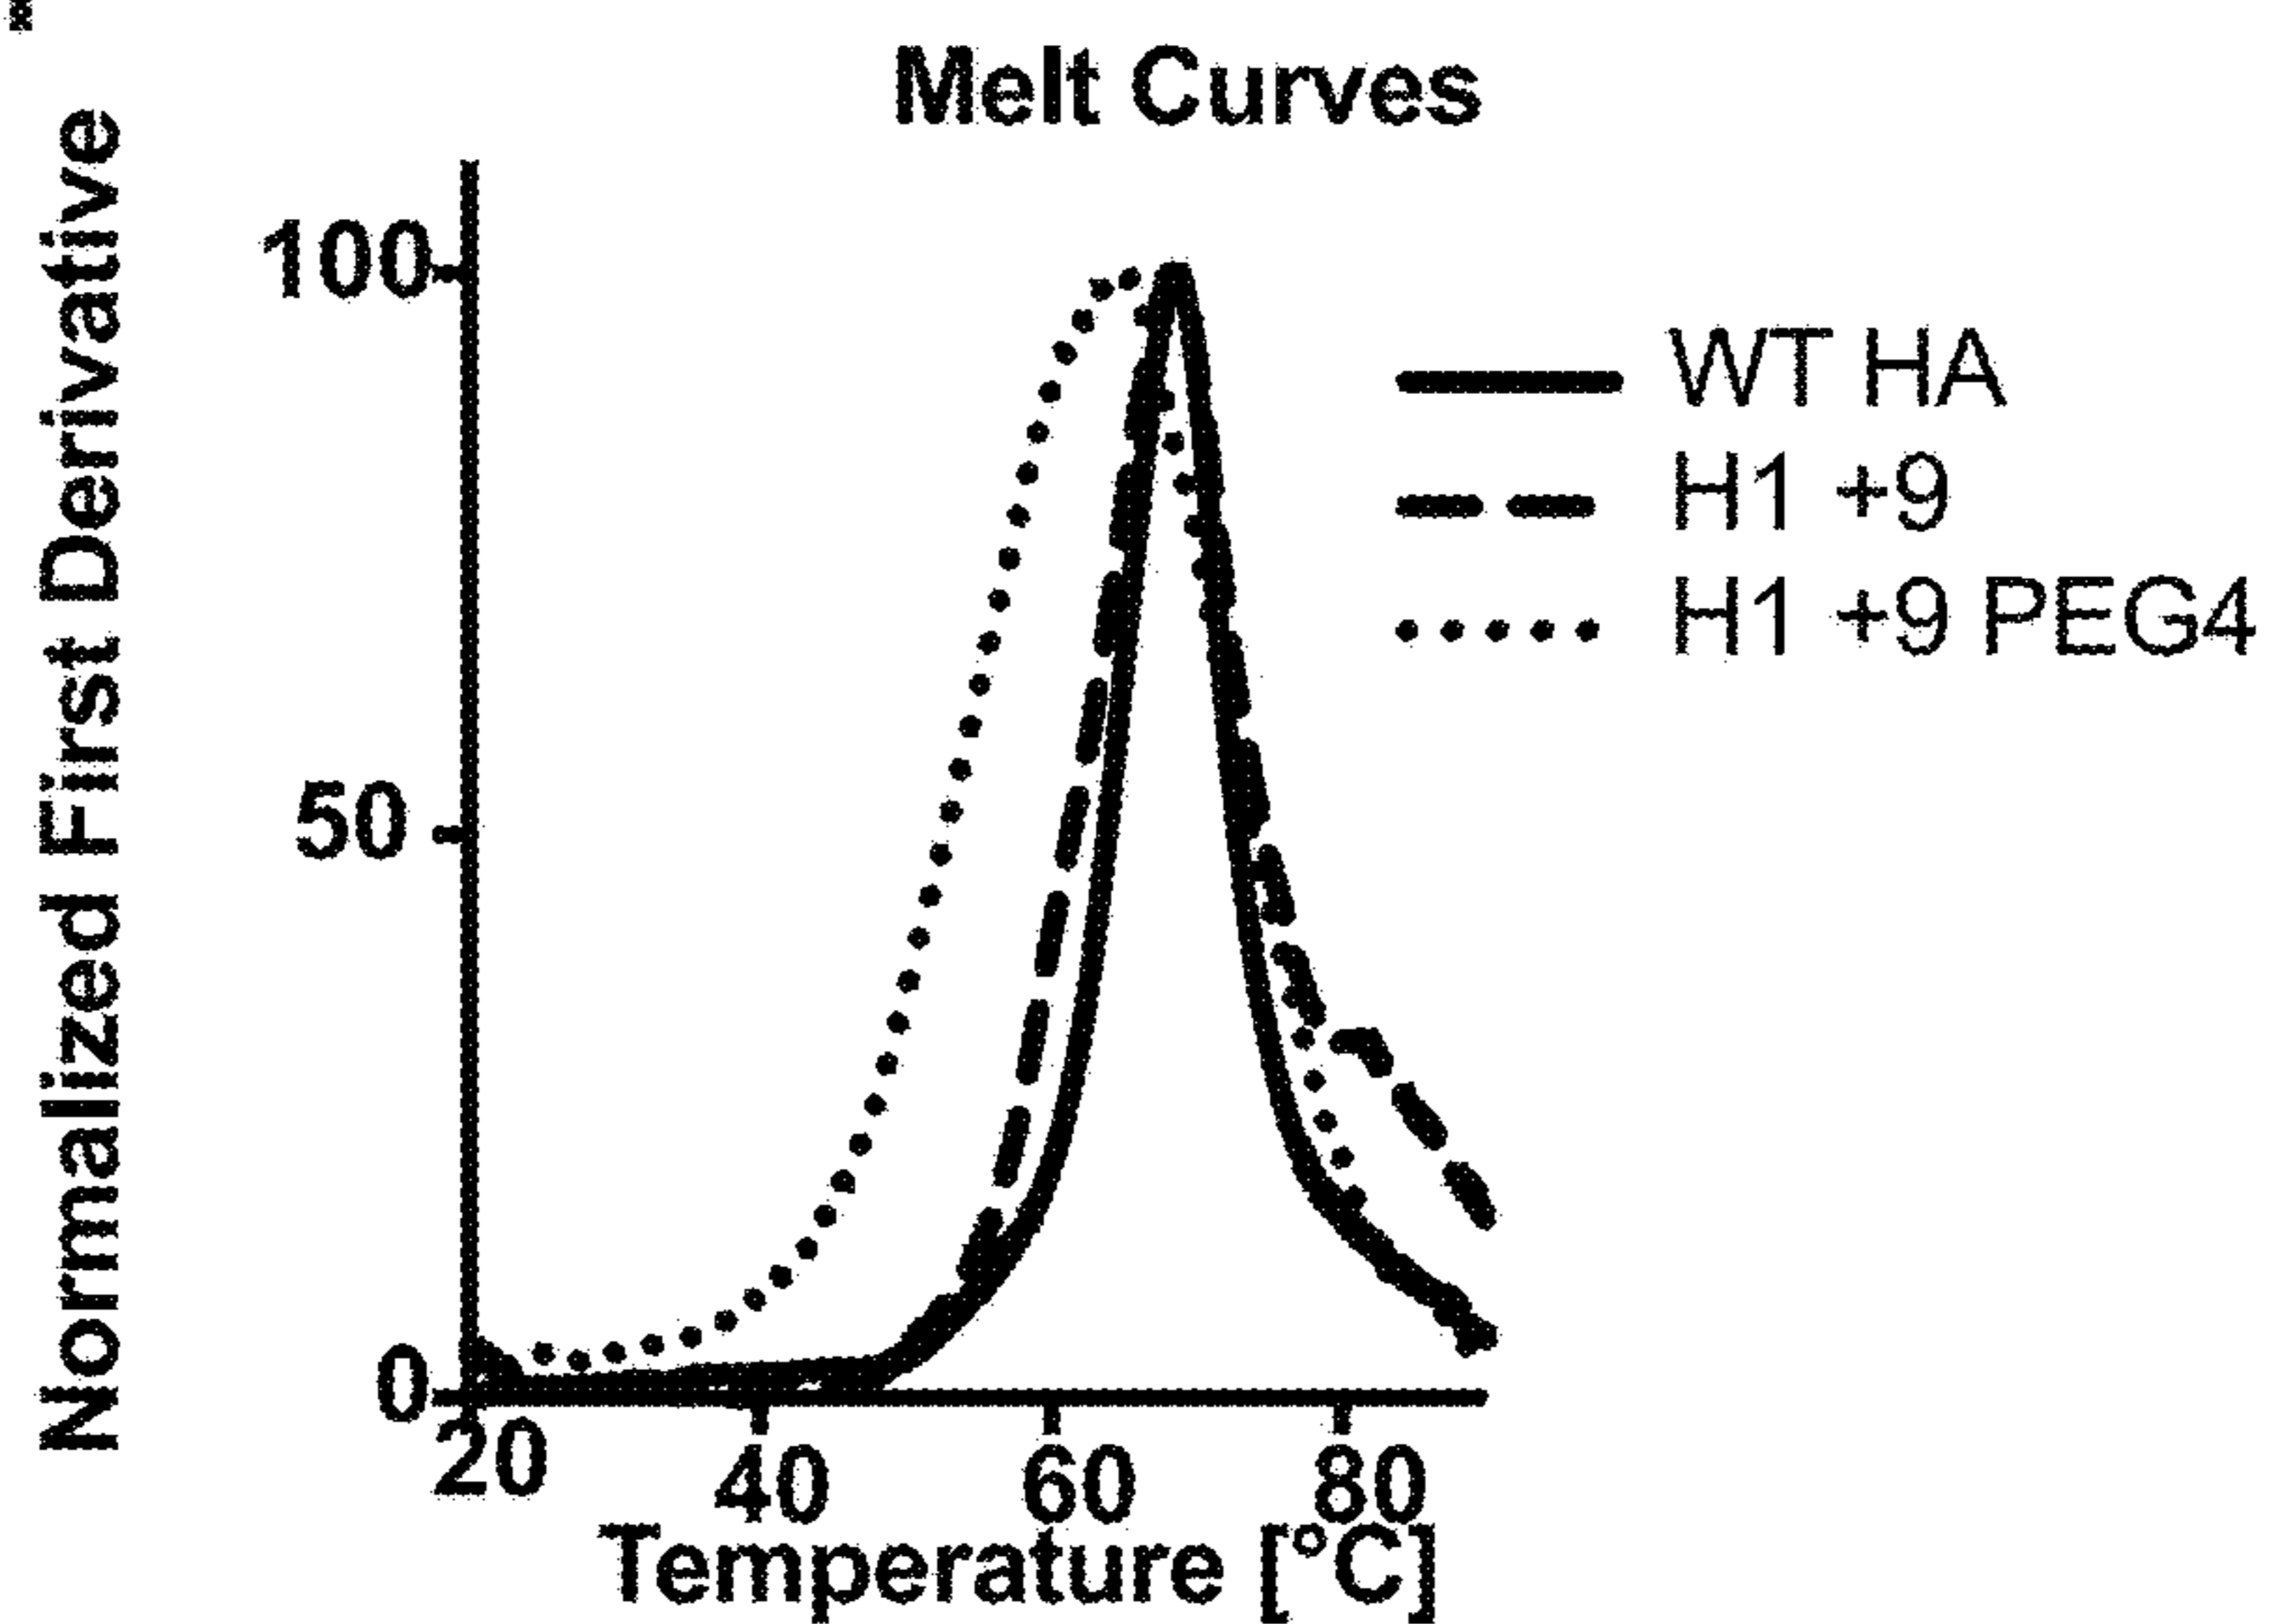 Melt Curves
Normalized First Derivative
100
50
0
20 40 60 80
Temperature [°C]
WT HA
H1 +9
H1 +9 PEG4